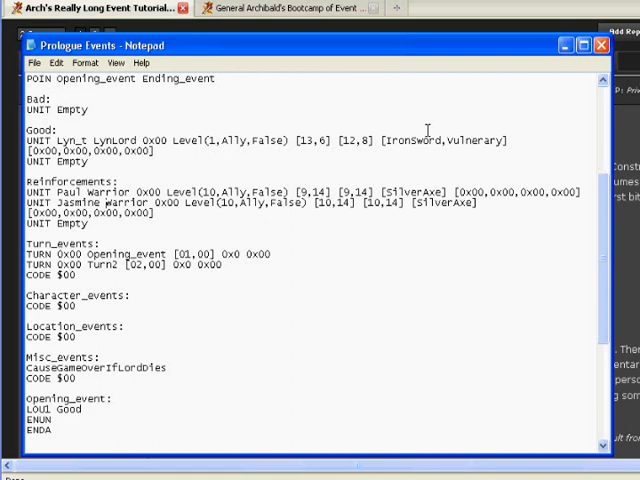 Arch's Really Long Event Tutorial...
General Archibald's Bootcamp of Event ...
Add Rep
Prologue Events - Notepad
File Edit Format View Help
POIN Opening_event Ending_event
Bad:
UNIT Empty
Good:
UNIT Lyn_t LynLord 0x00 Level(1,Ally,False) [13,6] [12,8] [IronSword,Vulnerary]
[0x00,0x00,0x00,0x00]
UNIT Empty
Reinforcements:
UNIT Paul Warrior 0x00 Level(10,Ally,False) [9,14] [9,14] [SilverAxe] [0x00,0x00,0x00,0x00]
UNIT Jasmine Warrior 0x00 Level(10,Ally,False) [10,14] [10,14] [SilverAxe]
[0x00,0x00,0x00,0x00]
UNIT Empty
Turn_events:
TURN 0x00 Opening_event [01,00] 0x0 0x00
TURN 0x00 Turn2 [02,00] 0x0 0x00
CODE $00
Character_events:
CODE $00
Location_events:
CODE $00
Misc_events:
CauseGameOverIfLordDies
CODE $00
Opening_event:
LOU1 Good
ENUN
ENDA